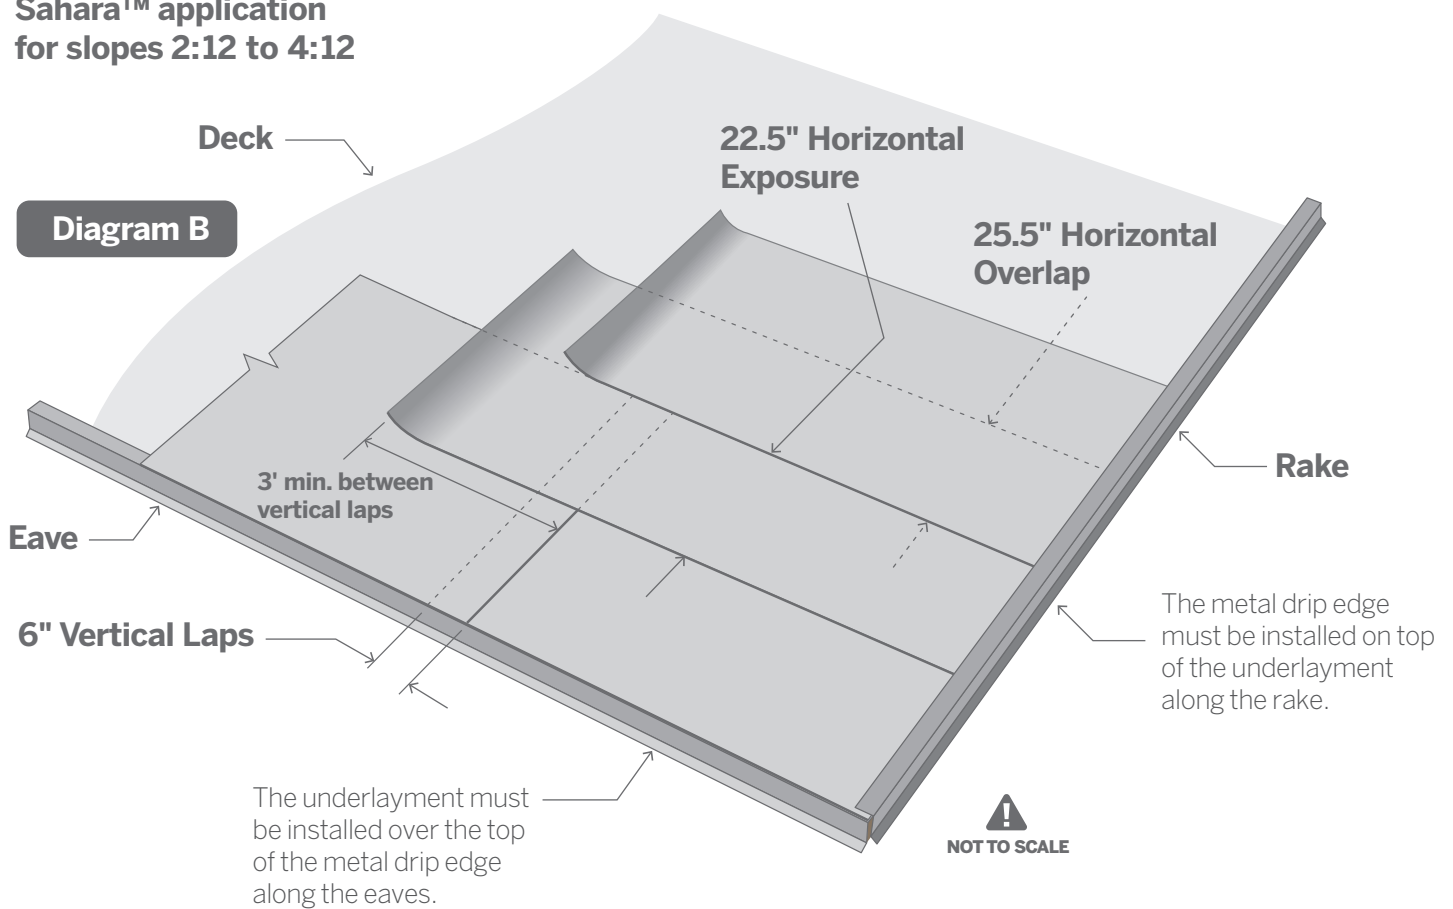 Sahara™ application
for slopes 2:12 to 4:12
Deck
Diagram B
22.5" Horizontal
Exposure
25.5" Horizontal
Overlap
3' min. between
vertical laps
Rake
Eave
6" Vertical Laps
The metal drip edge
must be installed on top
of the underlayment
along the rake.
The underlayment must
be installed over the top
of the metal drip edge
along the eaves.
!
NOT TO SCALE